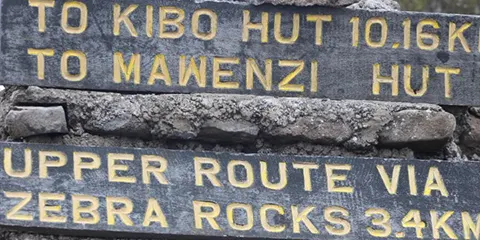 TO KIBO HUT 10.16K
TO MAWENZI HUT
UPPER ROUTE VIA
ZEBRA ROCKS 3.4KM